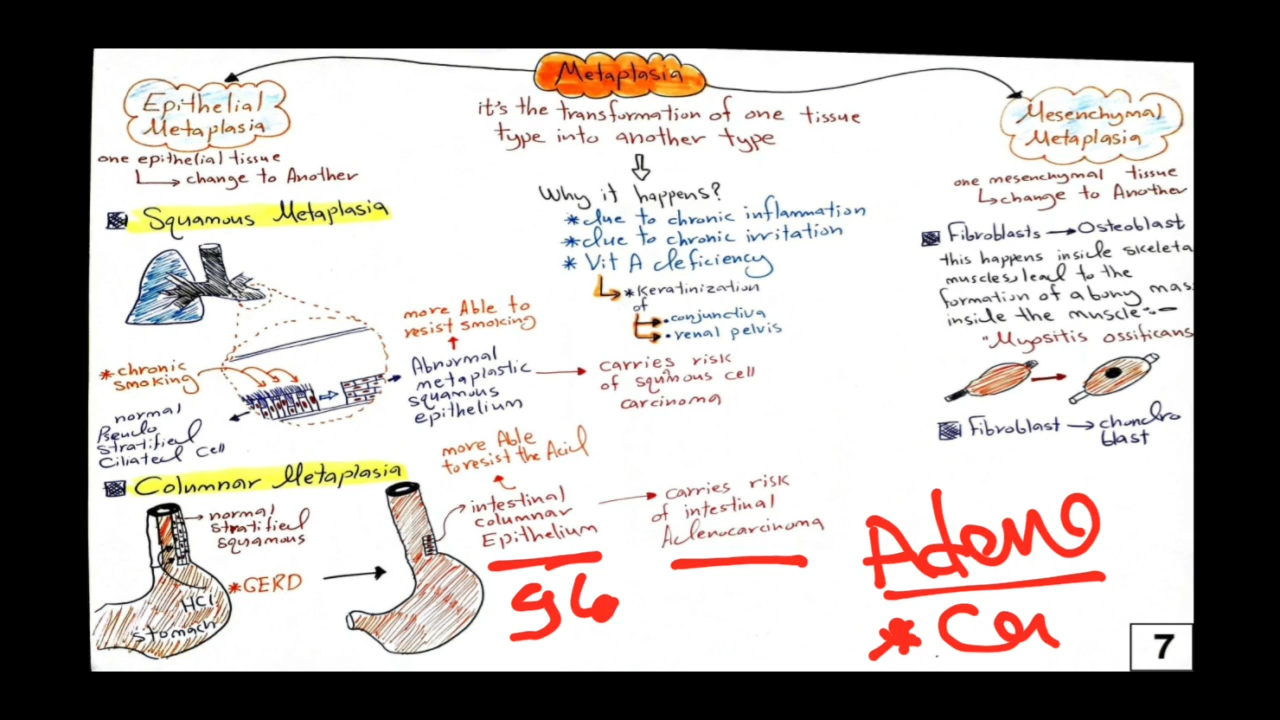 Metaplasia
it's the transformation of one tissue
type into another type
Why it happens?
*due to chronic inflammation
*due to chronic irritation
* Vit A deficiency
*Keratinization
of
•conjunctiva
•renal pelvis
Epithelial
Metaplasia
one epithelial tissue
change to Another
Squamous Metaplasia
*chronic
smoking
normal
Pseudo
stratified
Ciliated Cell
more Able to
resist smoking
Abnormal
metaplastic
squamous
epithelium
carries risk
of squmous cell
carcinoma
Columnar Metaplasia
normal
stratified
squamous
HCl
stomach
*GERD
more Able
to resist the Acid
intestinal
columnar
Epithelium
carries risk
of intestinal
Adenocarcinoma
Mesenchymal
Metaplasia
one mesenchymal tissue
change to Another
Fibroblasts → Osteoblast
this happens inside skeleta
muscles, lead to the
formation of a bony mas
inside the muscle
"Myositis ossificans
Fibroblast → chondro
blast
Adeno
* Ca
7